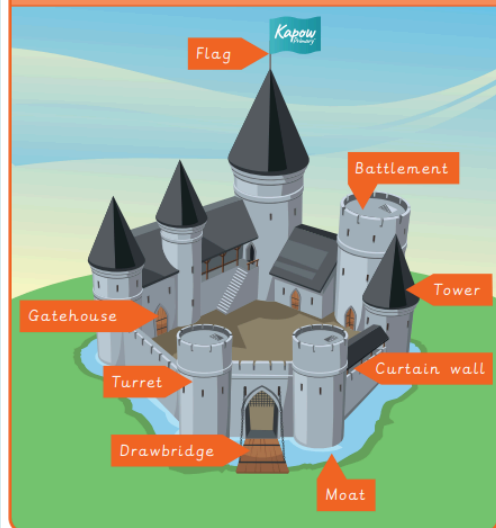 Kapow
Primary
Flag
Battlement
Tower
Gatehouse
Curtain wall
Turret
Drawbridge
Moat